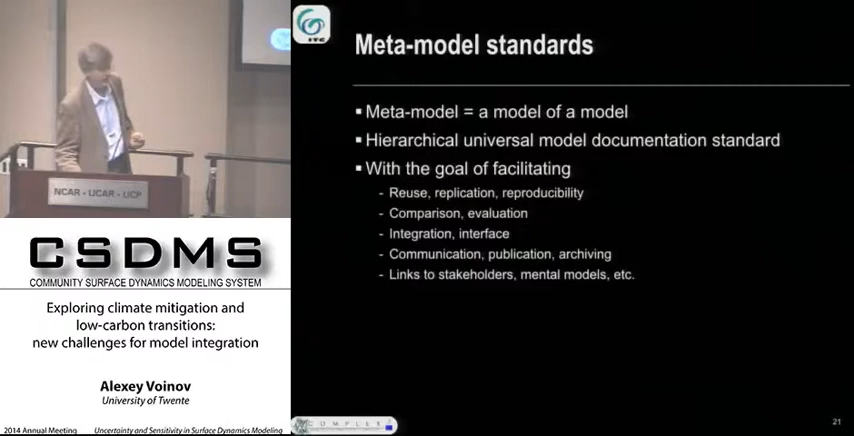 NCAR - UCAR - UCP
CSDMS
COMMUNITY SURFACE DYNAMICS MODELING SYSTEM
Exploring climate mitigation and
low-carbon transitions:
new challenges for model integration
Alexey Voinov
University of Twente
2014 Annual Meeting
Uncertainty and Sensitivity in Surface Dynamics Modeling
ITC
Meta-model standards
▪ Meta-model = a model of a model
▪ Hierarchical universal model documentation standard
▪ With the goal of facilitating
- Reuse, replication, reproducibility
- Comparison, evaluation
- Integration, interface
- Communication, publication, archiving
- Links to stakeholders, mental models, etc.
COMPLEX
21